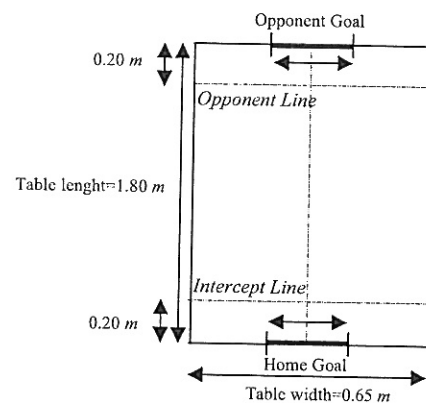 Opponent Goal
0.20 m
Opponent Line
Table lenght=1.80 m
Intercept Line
0.20 m
Home Goal
Table width=0.65 m